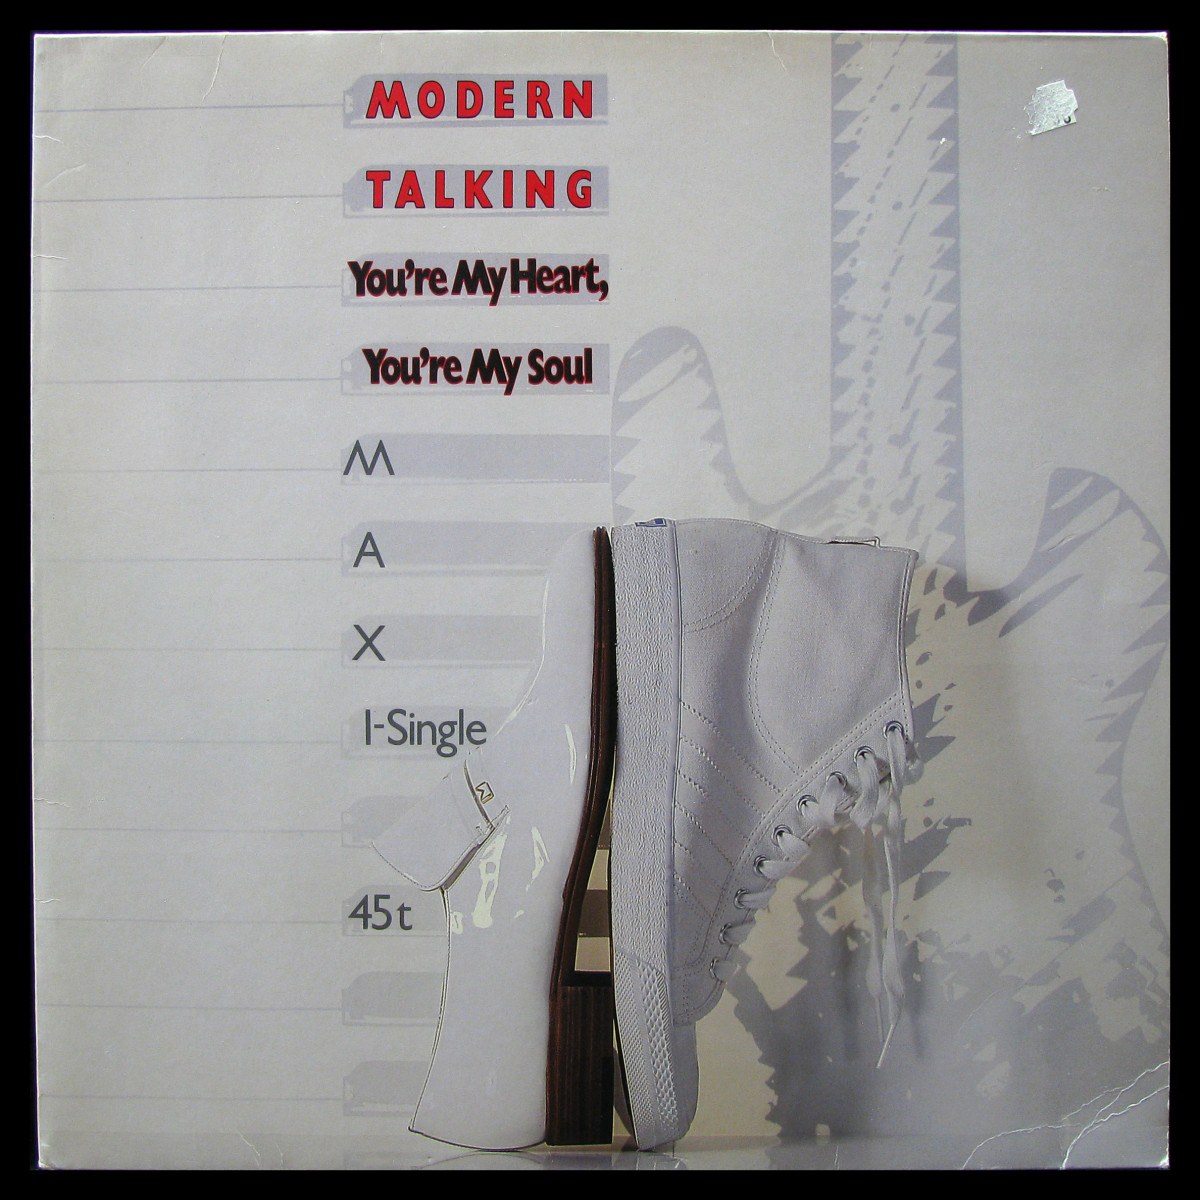 MODERN
TALKING
You're My Heart,
You're My Soul
M
A
X
I-Single
45t